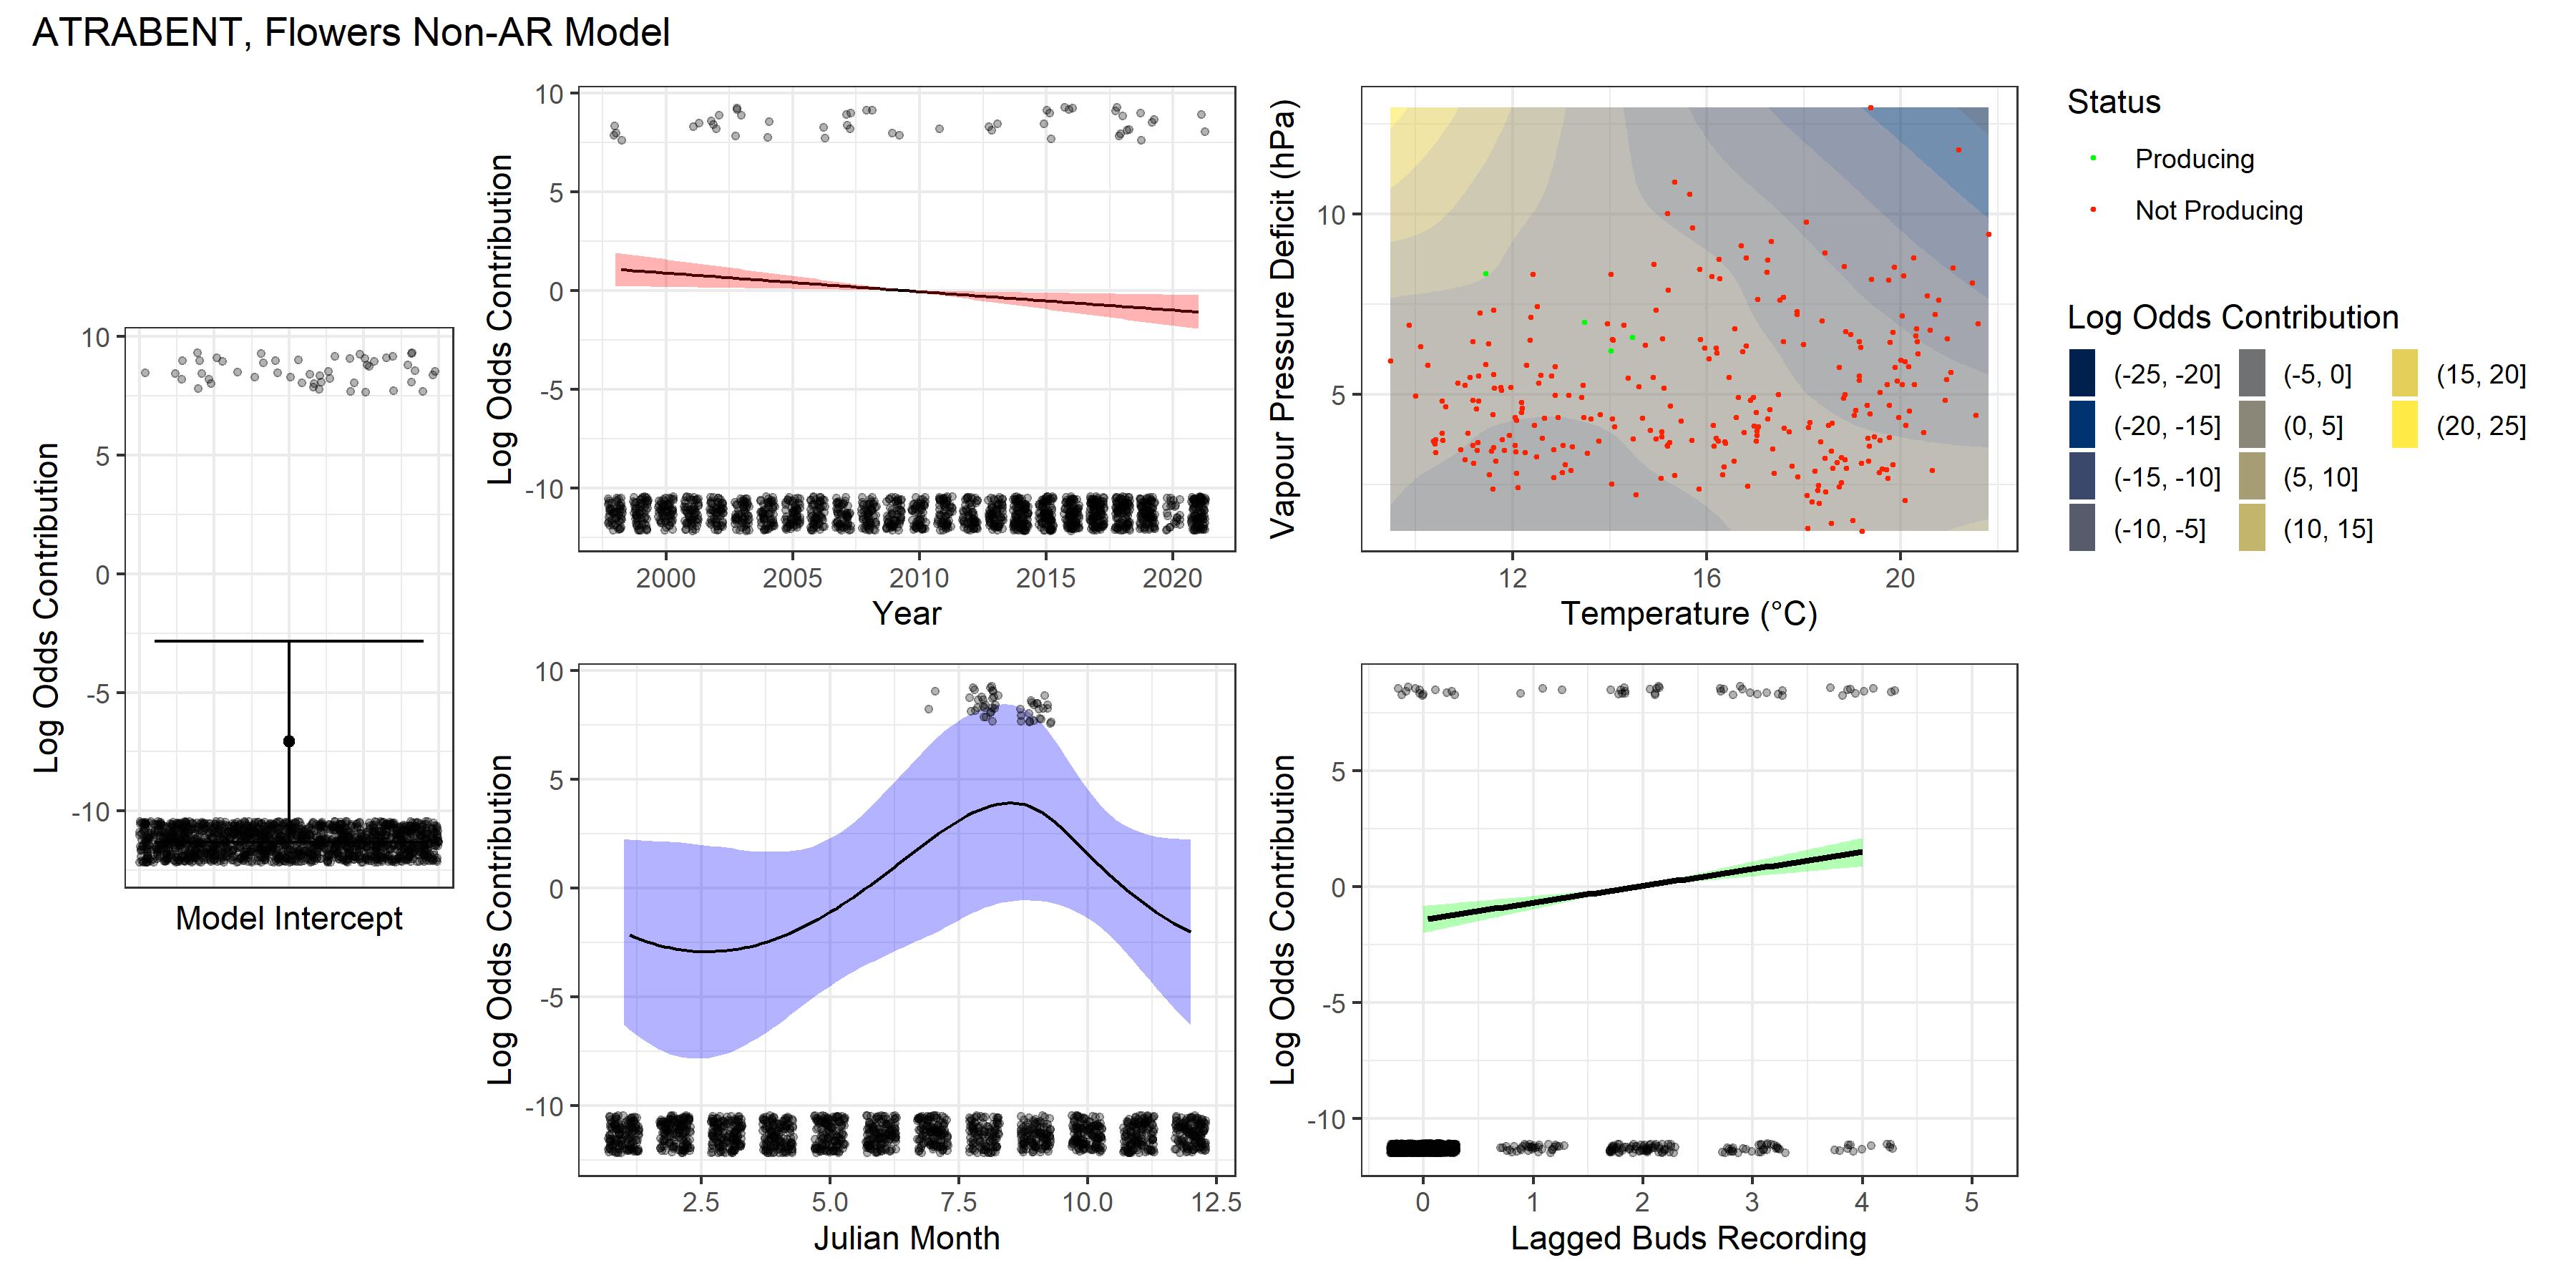 ATRABENT, Flowers Non-AR Model
Log Odds Contribution
10
5
0
-5
-10
Model Intercept
Log Odds Contribution
10
5
0
-5
-10
2000 2005 2010 2015 2020
Year
Vapour Pressure Deficit (hPa)
10
5
12 16 20
Temperature (°C)
Status
Producing
Not Producing
Log Odds Contribution
(-25, -20] (-5, 0] (15, 20]
(-20, -15] (0, 5] (20, 25]
(-15, -10] (5, 10]
(-10, -5] (10, 15]
Log Odds Contribution
10
5
0
-5
-10
2.5 5.0 7.5 10.0 12.5
Julian Month
Log Odds Contribution
5
0
-5
-10
0 1 2 3 4 5
Lagged Buds Recording